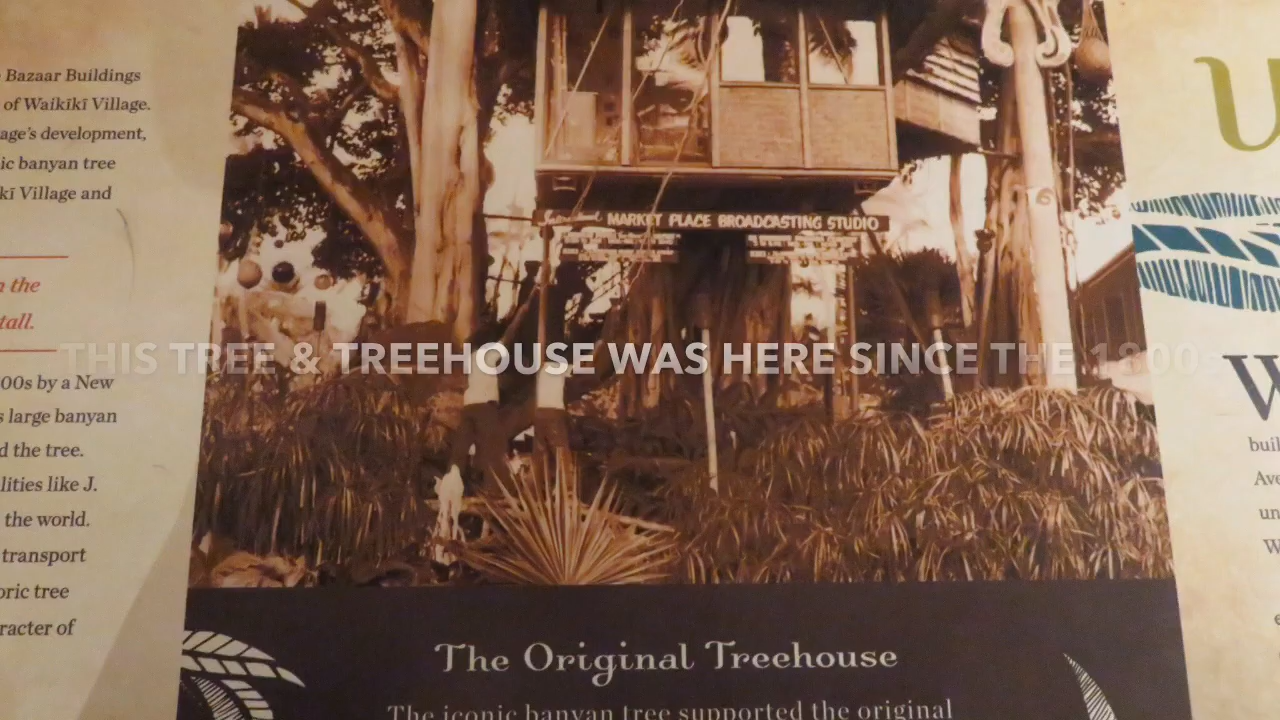 Bazaar Buildings
of Waikīkī Village.
age's development,
ic banyan tree
kī Village and
n the
tall.
00s by a New
s large banyan
d the tree.
lities like J.
the world.
transport
oric tree
racter of
International MARKET PLACE BROADCASTING STUDIO
THIS TREE & TREEHOUSE WAS HERE SINCE THE 1800s
The Original Treehouse
The iconic banyan tree supported the original
U
W
buil
Ave
un
W